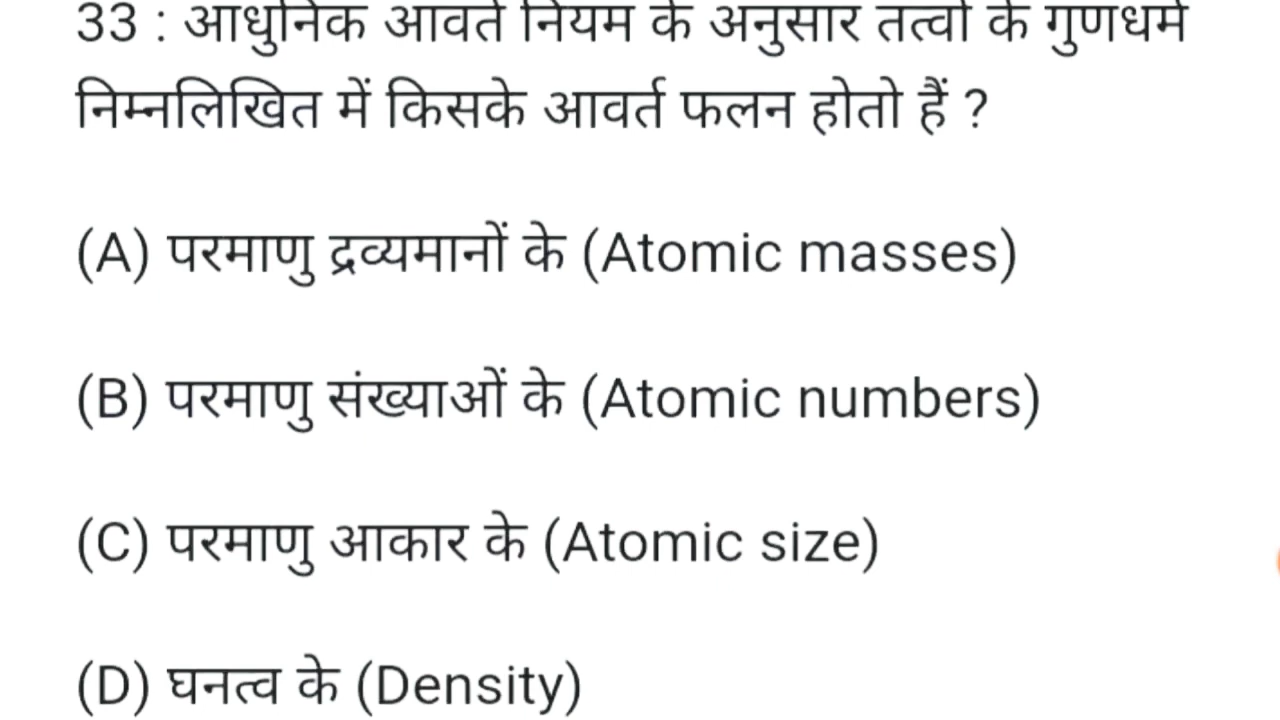 33 : आधुनिक आवर्त नियम के अनुसार तत्वों के गुणधर्म
निम्नलिखित में किसके आवर्त फलन होतो हैं ?
(A) परमाणु द्रव्यमानों के (Atomic masses)
(B) परमाणु संख्याओं के (Atomic numbers)
(C) परमाणु आकार के (Atomic size)
(D) घनत्व के (Density)